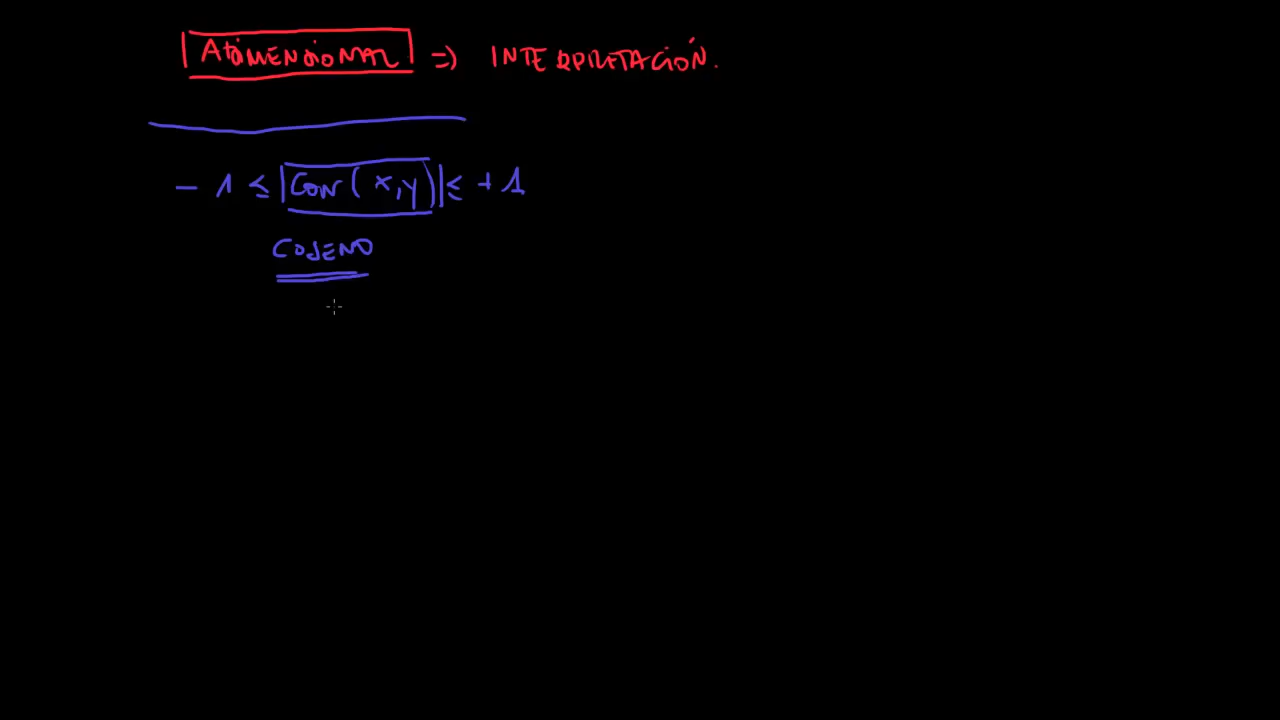 ADIMENSIONAL => INTERPRETACIÓN.
- 1 ≤ Corr(x,y) ≤ +1
COSENO